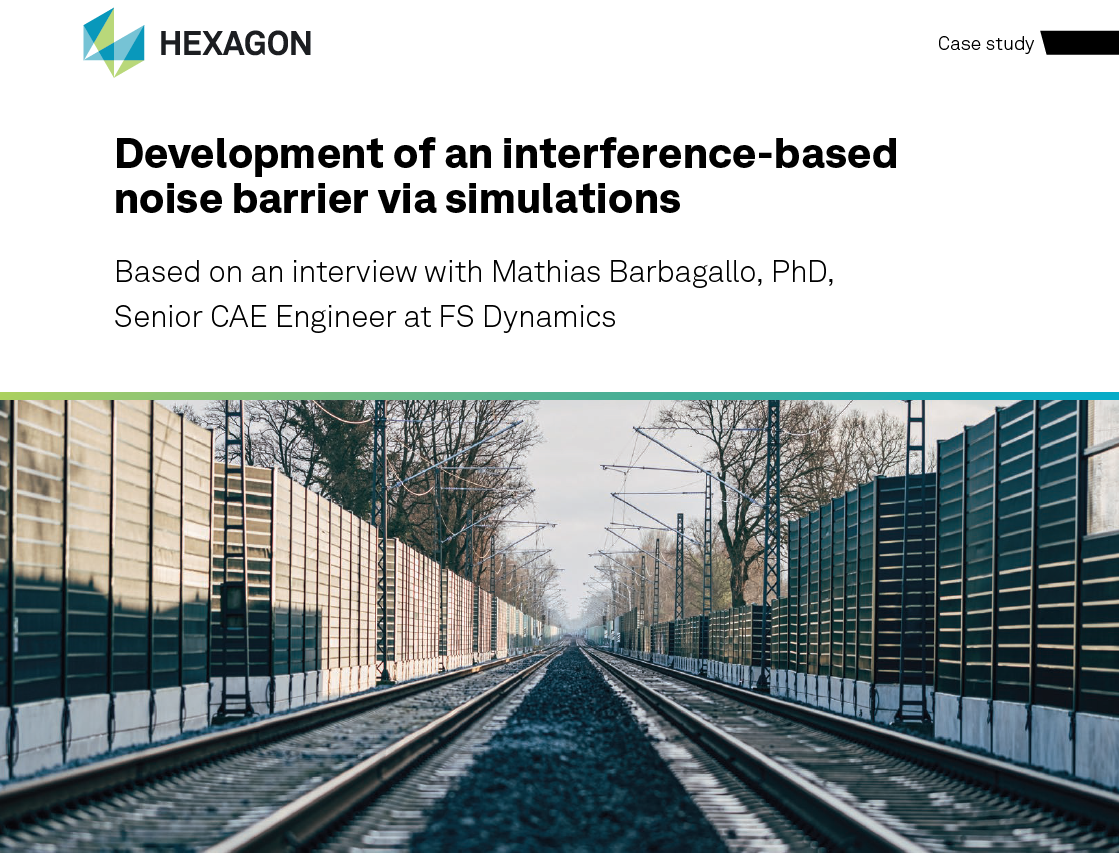 HEXAGON
Case study
Development of an interference-based
noise barrier via simulations
Based on an interview with Mathias Barbagallo, PhD,
Senior CAE Engineer at FS Dynamics